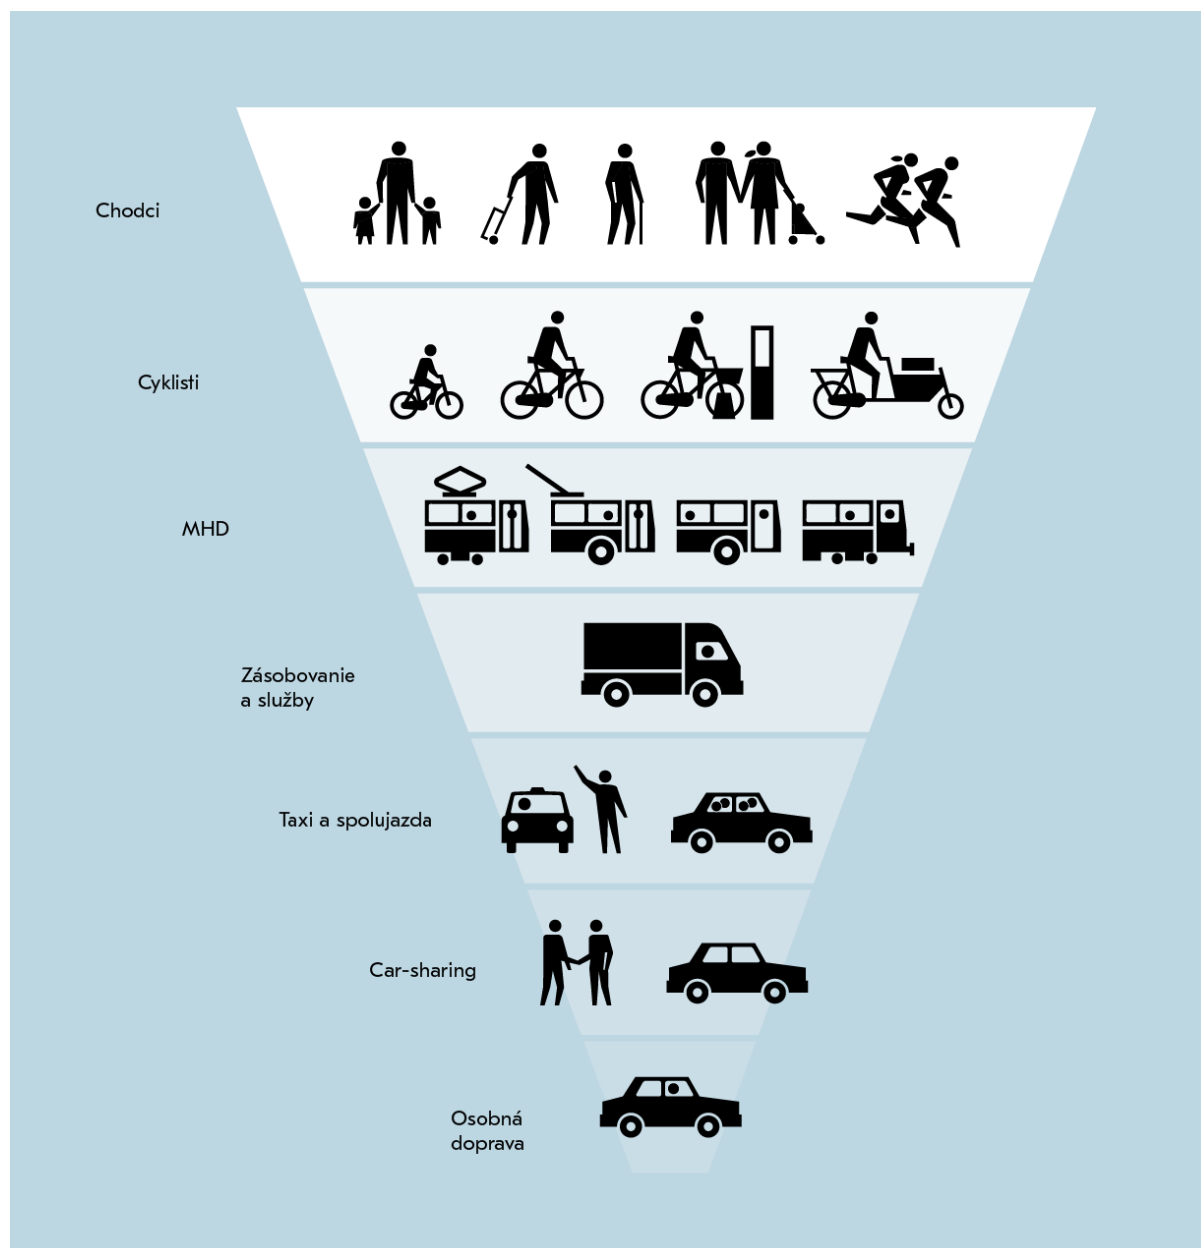 Chodci
Cyklisti
MHD
Zásobovanie
a služby
Taxi a spolujazda
Car-sharing
Osobná
doprava